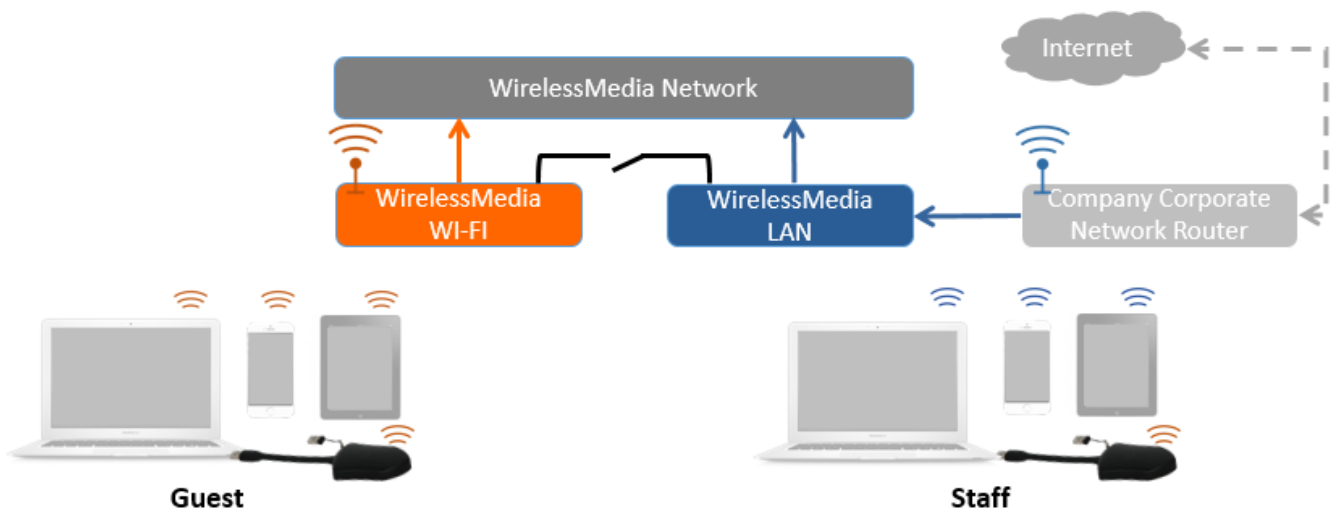 Internet
WirelessMedia Network
WirelessMedia
WI-FI
WirelessMedia
LAN
Company Corporate
Network Router
Guest
Staff